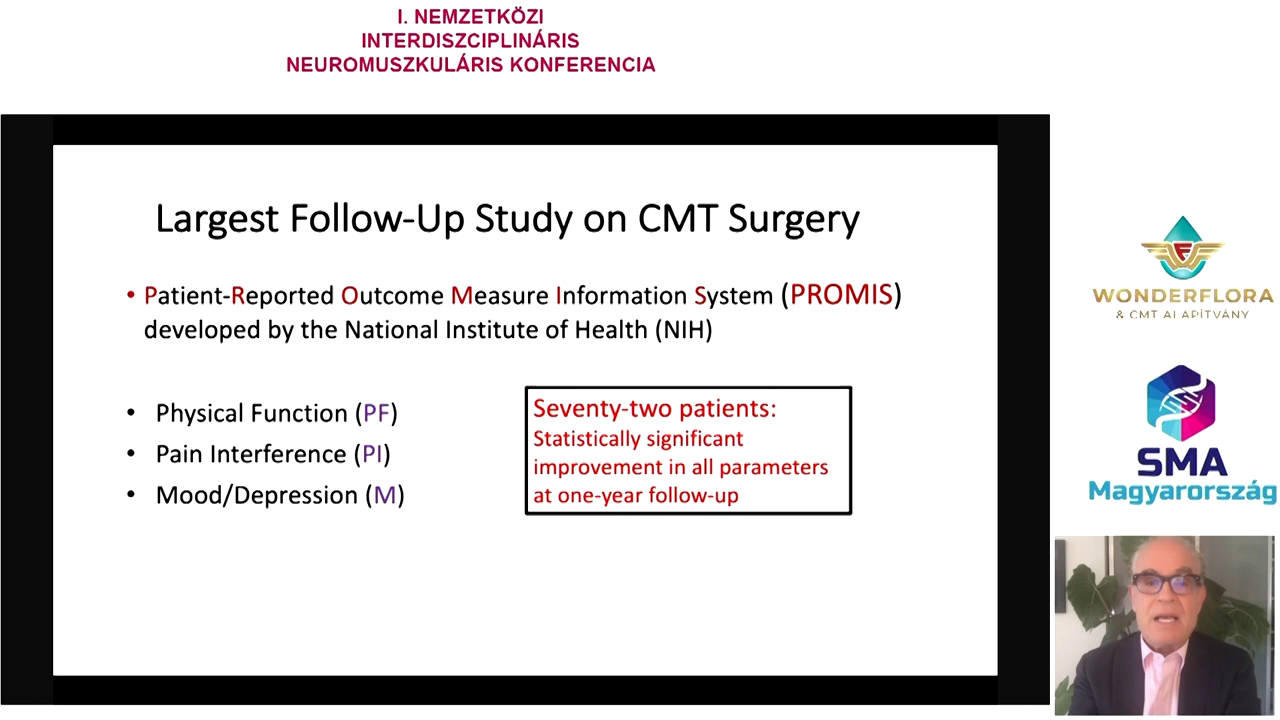 I. NEMZETKÖZI
INTERDISZCIPLINÁRIS
NEUROMUSZKULÁRIS KONFERENCIA
Largest Follow-Up Study on CMT Surgery
• Patient-Reported Outcome Measure Information System (PROMIS)
developed by the National Institute of Health (NIH)
• Physical Function (PF)
• Pain Interference (PI)
• Mood/Depression (M)
Seventy-two patients:
Statistically significant
improvement in all parameters
at one-year follow-up
WONDERFLORA
& CMT ALAPÍTVÁNY
SMA
Magyarország